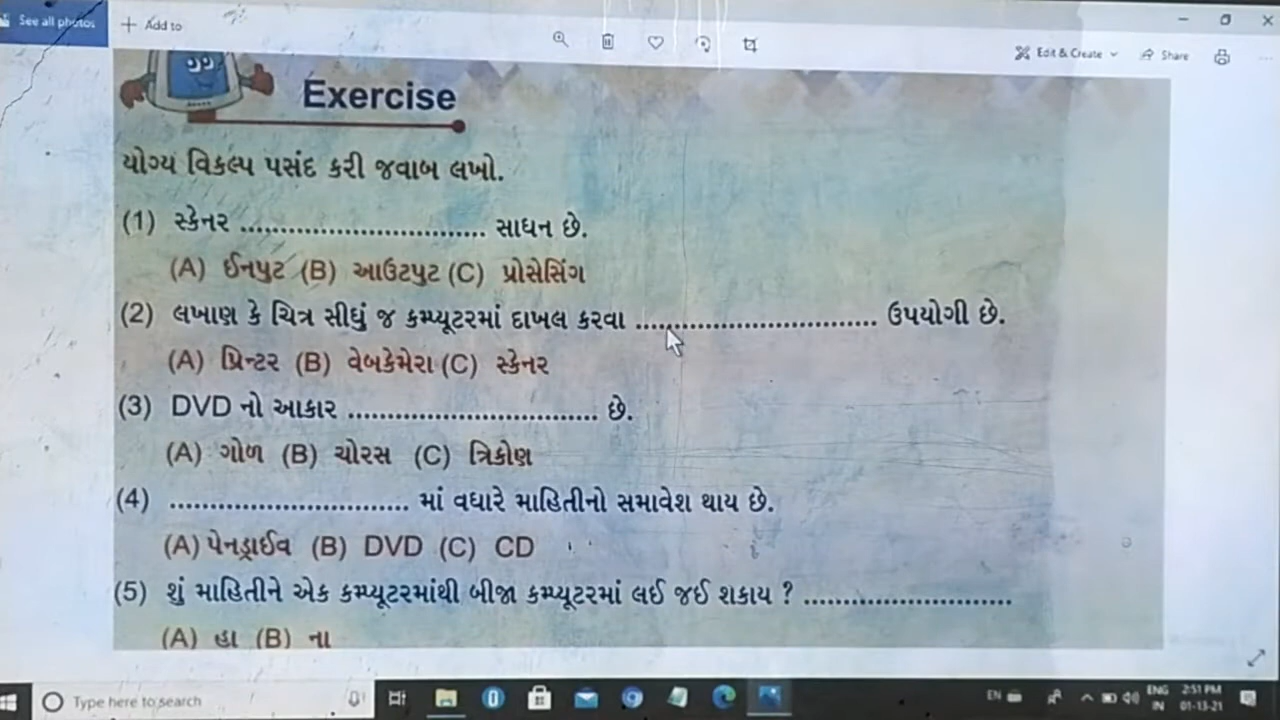 See all photos
Add to
Edit & Create
Share
Exercise
યોગ્ય વિકલ્પ પસંદ કરી જવાબ લખો.
(1) સ્કેનર ............................... સાધન છે.
(A) ઈનપુટ (B) આઉટપુટ (C) પ્રોસેસિંગ
(2) લખાણ કે ચિત્ર સીધું જ કમ્પ્યૂટરમાં દાખલ કરવા ............................... ઉપયોગી છે.
(A) પ્રિન્ટર (B) વેબકેમેરા (C) સ્કેનર
(3) DVD નો આકાર ................................ છે.
(A) ગોળ (B) ચોરસ (C) ત્રિકોણ
(4) ............................... માં વધારે માહિતીનો સમાવેશ થાય છે.
(A) પેનડ્રાઈવ (B) DVD (C) CD
(5) શું માહિતીને એક કમ્પ્યૂટરમાંથી બીજા કમ્પ્યૂટરમાં લઈ જઈ શકાય ? ...........................
(A) હા (B) ના
Type here to search
EN
ENG
IN
2:51 PM
01-13-21